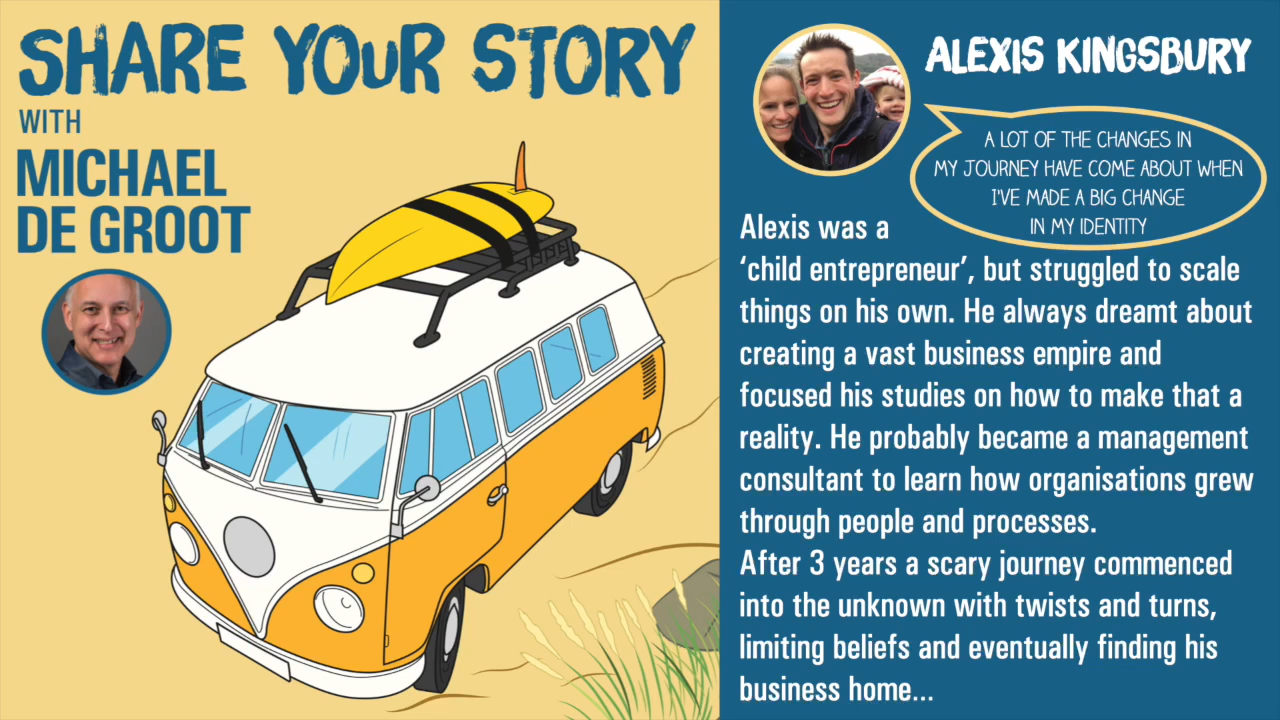 SHARE YOUR STORY
WITH
MICHAEL
DE GROOT
ALEXIS KINGSBURY
A LOT OF THE CHANGES IN
MY JOURNEY HAVE COME ABOUT WHEN
I'VE MADE A BIG CHANGE
IN MY IDENTITY
Alexis was a
‘child entrepreneur’, but struggled to scale
things on his own. He always dreamt about
creating a vast business empire and
focused his studies on how to make that a
reality. He probably became a management
consultant to learn how organisations grew
through people and processes.
After 3 years a scary journey commenced
into the unknown with twists and turns,
limiting beliefs and eventually finding his
business home...